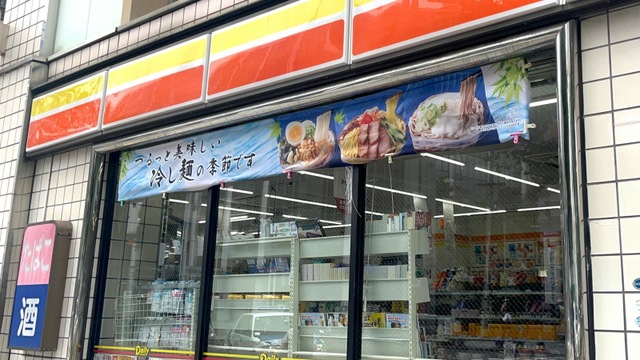 つるっと美味しい
冷し麺の季節です
たばこ
酒
Daily
Daily